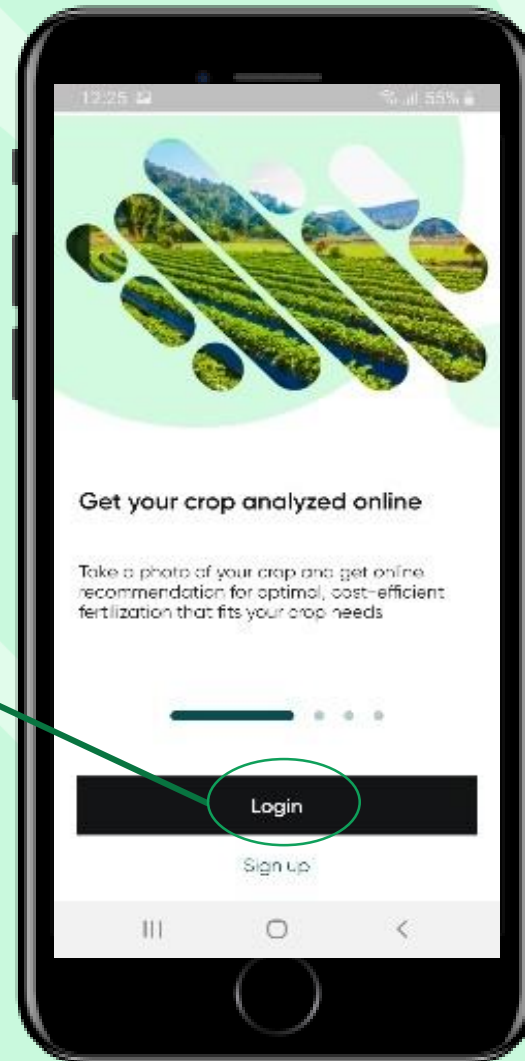 12:25
55%
Get your crop analyzed online
Take a photo of your crop and get online
recommendation for optimal, cost-efficient
fertilization that fits your crop needs
Login
Sign up